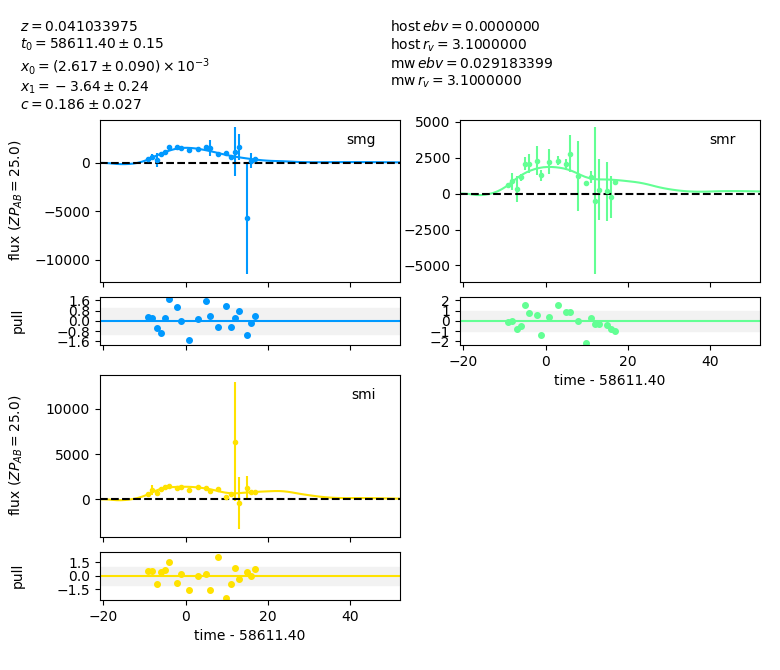 z = 0.041033975
t₀ = 58611.40 ± 0.15
x₀ = (2.617 ± 0.090) × 10⁻³
x₁ = −3.64 ± 0.24
c = 0.186 ± 0.027
host ebv = 0.0000000
host r_v = 3.1000000
mw ebv = 0.029183399
mw r_v = 3.1000000
smg
flux (ZP_AB = 25.0)
0
−5000
−10000
smr
5000
2500
0
−2500
−5000
pull
1.6
0.8
0.0
−0.8
−1.6
2
1
0
−1
−2
−20 0 20 40
time - 58611.40
smi
flux (ZP_AB = 25.0)
10000
5000
0
pull
1.5
0.0
−1.5
−20 0 20 40
time - 58611.40